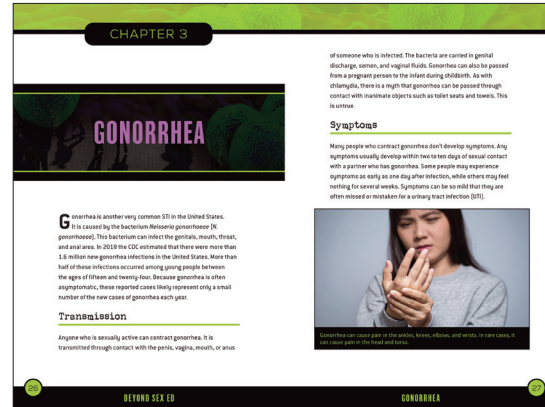 CHAPTER 3
GONORRHEA
Gonorrhea is another very common STI in the United States.
It is caused by the bacterium Neisseria gonorrhoeae (N.
gonorrhoeae). This bacterium can infect the genitals, mouth, throat,
and anal area. In 2018 the CDC estimated that there were more than
1.6 million new gonorrhea infections in the United States. More than
half of these infections occurred among young people between
the ages of fifteen and twenty-four. Because gonorrhea is often
asymptomatic, these reported cases likely represent only a small
number of the new cases of gonorrhea each year.
Transmission
Anyone who is sexually active can contract gonorrhea. It is
transmitted through contact with the penis, vagina, mouth, or anus
26
BEYOND SEX ED
of someone who is infected. The bacteria are carried in genital
discharge, semen, and vaginal fluids. Gonorrhea can also be passed
from a pregnant person to the infant during childbirth. As with
chlamydia, there is a myth that gonorrhea can be passed through
contact with inanimate objects such as toilet seats and towels. This
is untrue.
Symptoms
Many people who contract gonorrhea don't develop symptoms. Any
symptoms usually develop within two to ten days of sexual contact
with a partner who has gonorrhea. Some people may experience
symptoms as early as one day after infection, while others may feel
nothing for several weeks. Symptoms can be so mild that they are
often missed or mistaken for a urinary tract infection (UTI).
Gonorrhea can cause pain in the ankles, knees, elbows, and wrists. In rare cases, it
can cause pain in the head and torso.
GONORRHEA
27